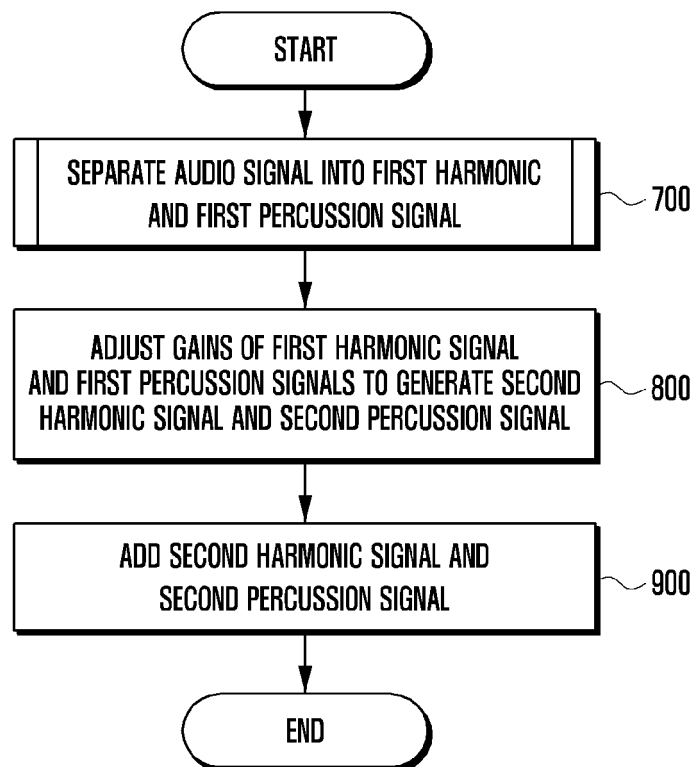 START
SEPARATE AUDIO SIGNAL INTO FIRST HARMONIC
AND FIRST PERCUSSION SIGNAL
700
ADJUST GAINS OF FIRST HARMONIC SIGNAL
AND FIRST PERCUSSION SIGNALS TO GENERATE SECOND
HARMONIC SIGNAL AND SECOND PERCUSSION SIGNAL
800
ADD SECOND HARMONIC SIGNAL AND
SECOND PERCUSSION SIGNAL
900
END